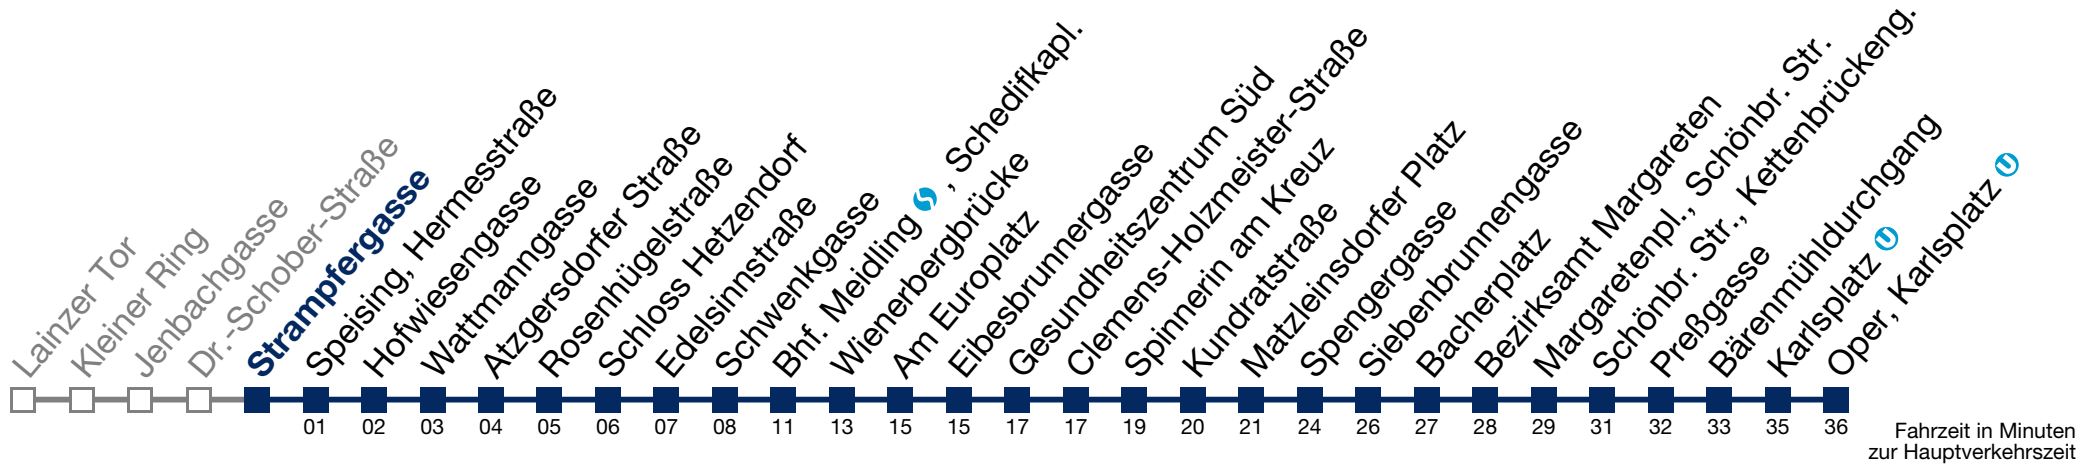 Lainzer Tor
Kleiner Ring
Jenbachgasse
Dr.-Schober-Straße
Strampfergasse
Speising, Hermesstraße
Hofwiesengasse
Wattmanngasse
Atzgersdorfer Straße
Rosenhügelstraße
Schloss Hetzendorf
Edelsinnstraße
Schwenkgasse
Bhf. Meidling , Schedifkapl.
Wienerbergbrücke
Am Europlatz
Eibesbrunnergasse
Gesundheitszentrum Süd
Clemens-Holzmeister-Straße
Spinnerin am Kreuz
Kundratstraße
Matzleinsdorfer Platz
Spengergasse
Siebenbrunnengasse
Bacherplatz
Bezirksamt Margareten
Margaretenpl., Schönbr. Str.
Schönbr. Str., Kettenbrückeng.
Preßgasse
Bärenmühldurchgang
Karlsplatz U
Oper, Karlsplatz U
01 02 03 04 05 06 07 08 11 13 15 15 17 17 19 20 21 24 26 27 28 29 31 32 33 35 36
Fahrzeit in Minuten
zur Hauptverkehrszeit